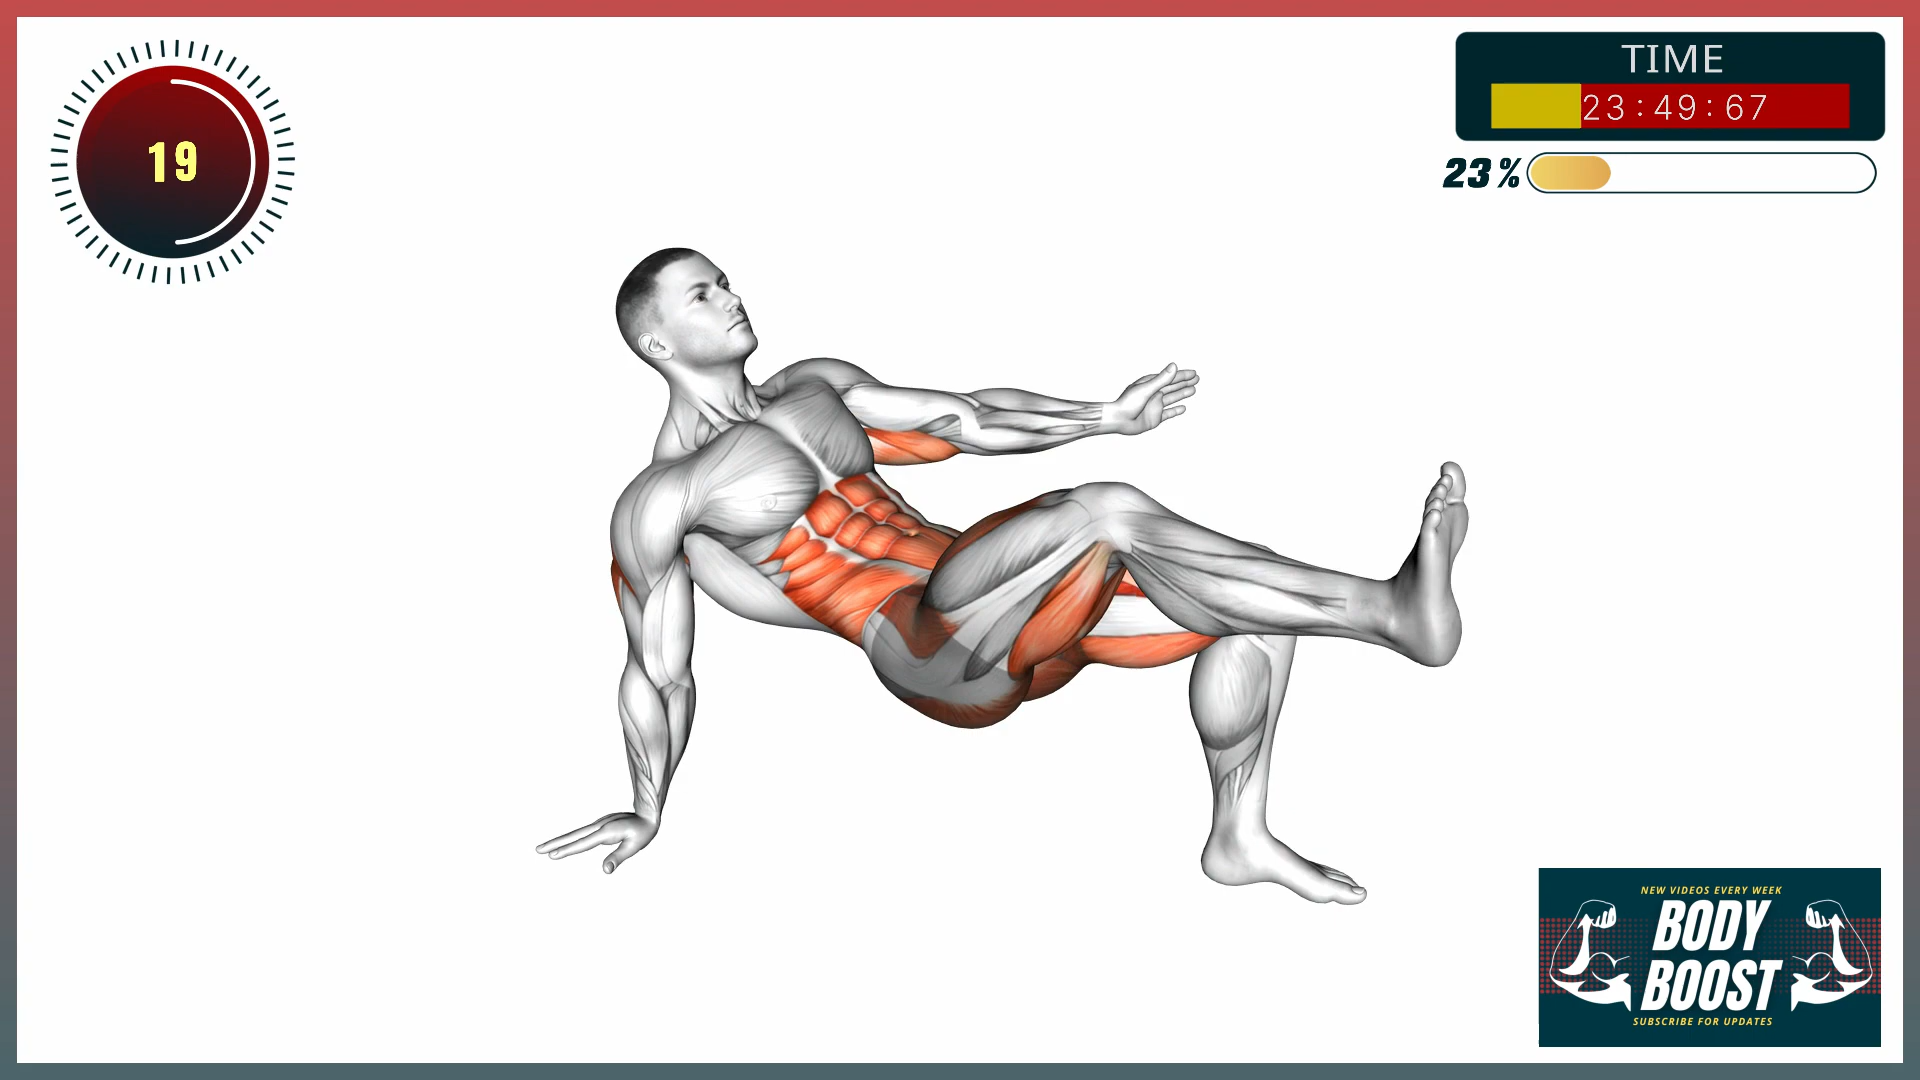 19
TIME
23:49:67
23%
NEW VIDEOS EVERY WEEK
BODY
BOOST
SUBSCRIBE FOR UPDATES